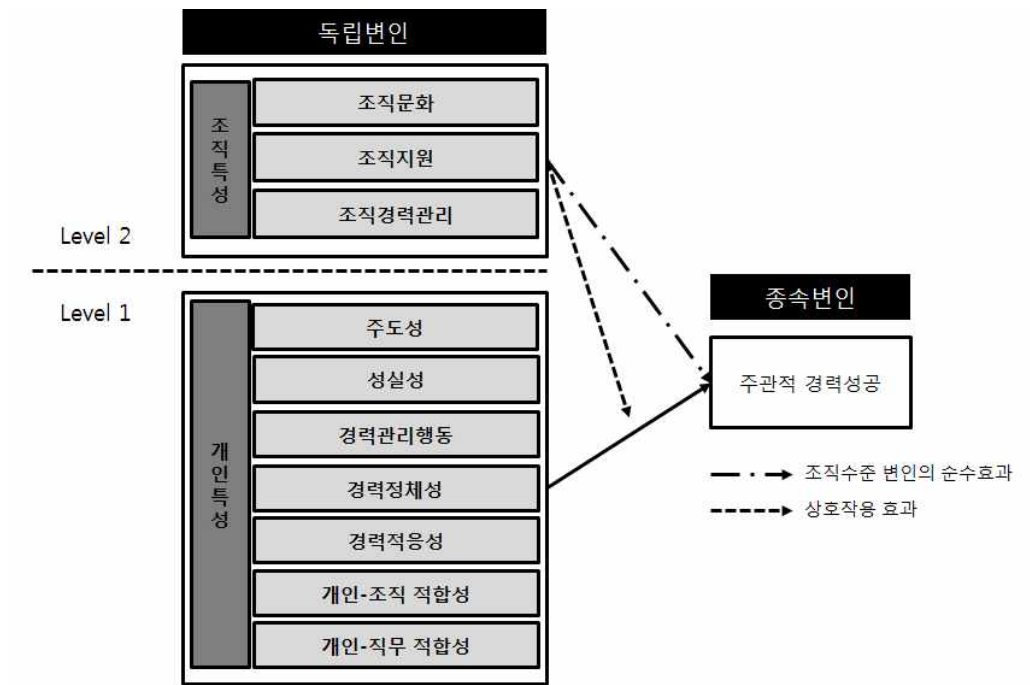 독립변인
조직특성
조직문화
조직지원
조직경력관리
Level 2
Level 1
개인특성
주도성
성실성
경력관리행동
경력정체성
경력적응성
개인-조직 적합성
개인-직무 적합성
종속변인
주관적 경력성공
조직수준 변인의 순수효과
상호작용 효과